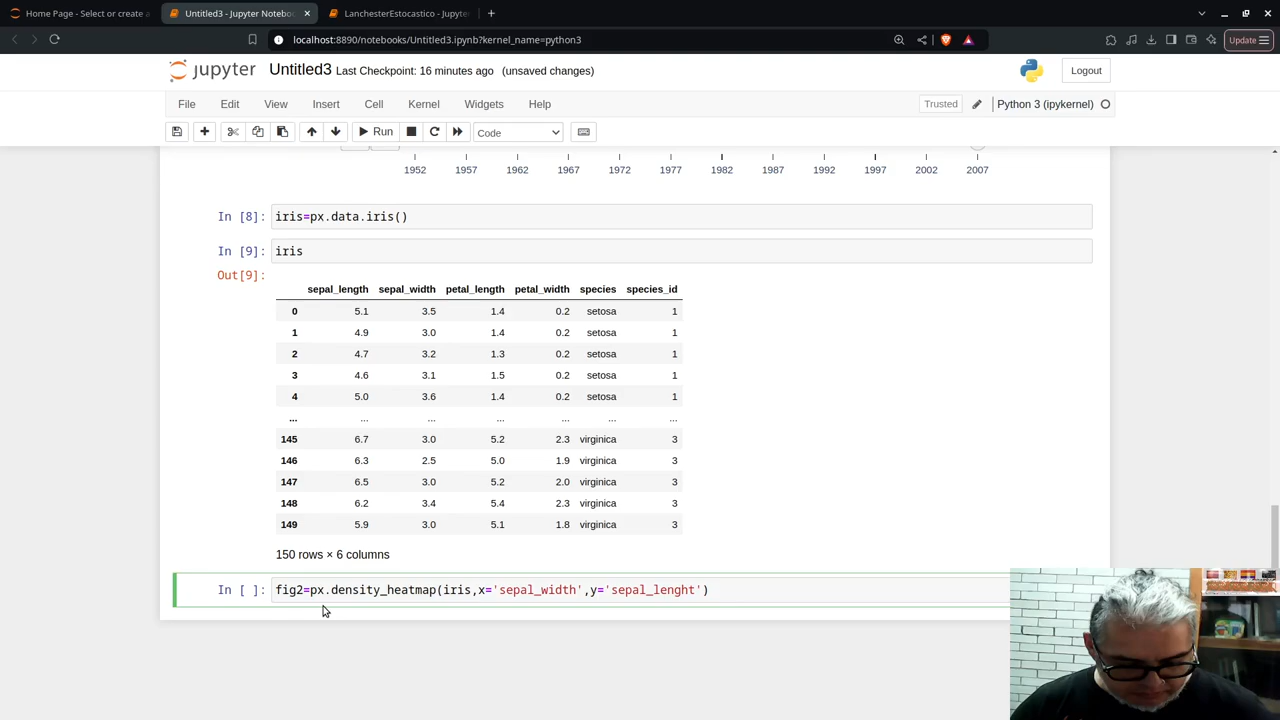 Home Page - Select or create a
Untitled3 - Jupyter Noteboo
LanchesterEstocastico - Jupyte
localhost:8890/notebooks/Untitled3.ipynb?kernel_name=python3
Update
jupyter Untitled3 Last Checkpoint: 16 minutes ago (unsaved changes)
Logout
File Edit View Insert Cell Kernel Widgets Help
Trusted Python 3 (ipykernel)
Run Code
1952 1957 1962 1967 1972 1977 1982 1987 1992 1997 2002 2007
In [8]: iris=px.data.iris()
In [9]: iris
Out[9]:
sepal_length sepal_width petal_length petal_width species species_id
0 5.1 3.5 1.4 0.2 setosa 1
1 4.9 3.0 1.4 0.2 setosa 1
2 4.7 3.2 1.3 0.2 setosa 1
3 4.6 3.1 1.5 0.2 setosa 1
4 5.0 3.6 1.4 0.2 setosa 1
... ... ... ... ... ... ...
145 6.7 3.0 5.2 2.3 virginica 3
146 6.3 2.5 5.0 1.9 virginica 3
147 6.5 3.0 5.2 2.0 virginica 3
148 6.2 3.4 5.4 2.3 virginica 3
149 5.9 3.0 5.1 1.8 virginica 3
150 rows × 6 columns
In [ ]: fig2=px.density_heatmap(iris,x='sepal_width',y='sepal_lenght')